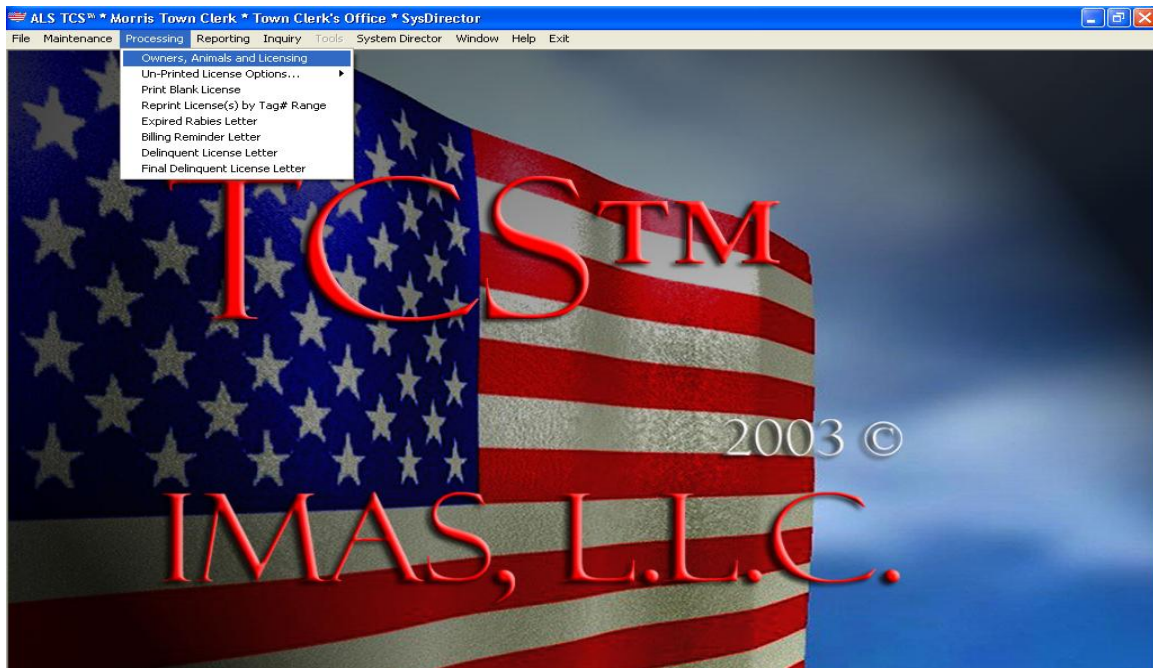 ALS TCS™ * Morris Town Clerk * Town Clerk's Office * SysDirector
File Maintenance Processing Reporting Inquiry Tools System Director Window Help Exit
Owners, Animals and Licensing
Un-Printed License Options...
Print Blank License
Reprint License(s) by Tag# Range
Expired Rabies Letter
Billing Reminder Letter
Delinquent License Letter
Final Delinquent License Letter
TCS™
2003 ©
IMAS, L.L.C.